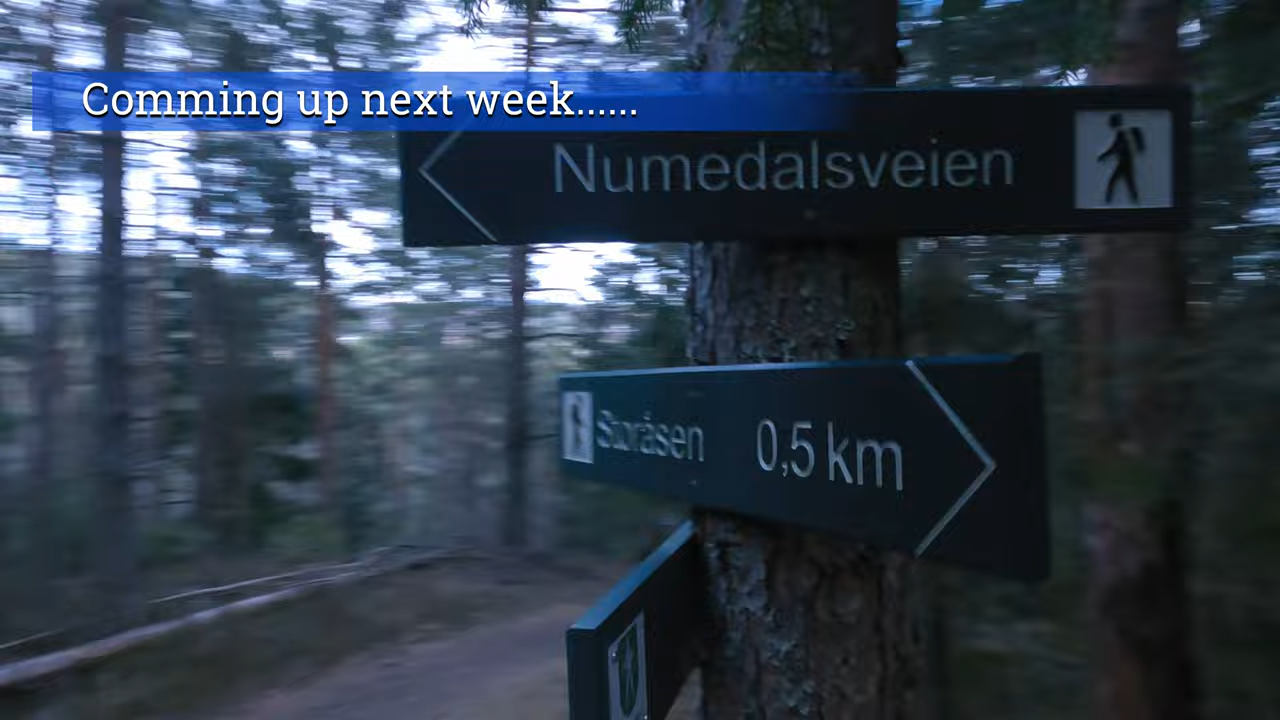 Comming up next week......
Numedalsveien
Storåsen 0,5 km